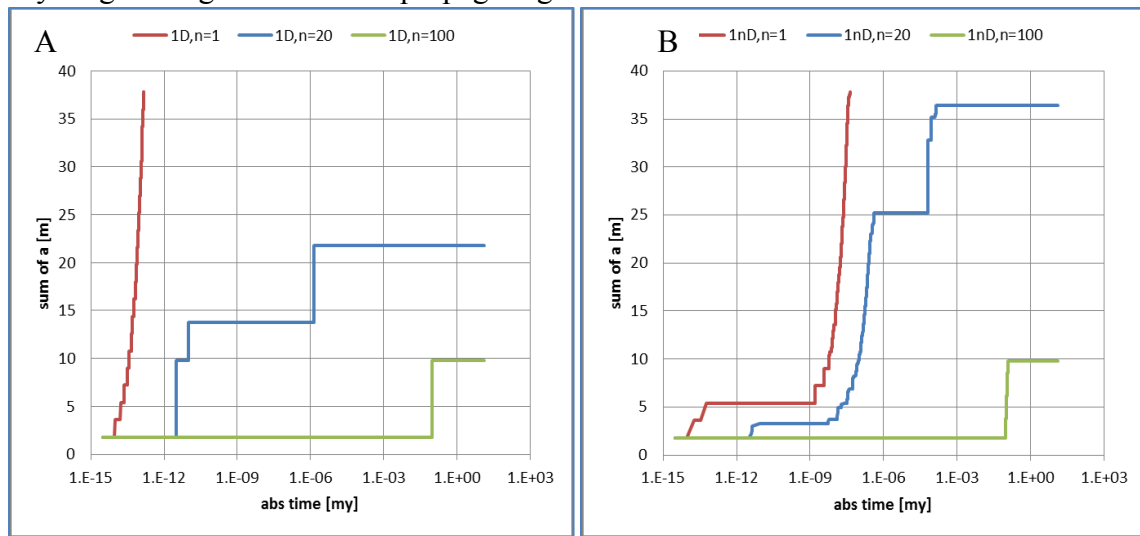 A
1D,n=1 1D,n=20 1D,n=100
40
35
30
25
20
15
10
5
0
sum of a [m]
1.E-15 1.E-12 1.E-09 1.E-06 1.E-03 1.E+00 1.E+03
abs time [my]
B
1nD,n=1 1nD,n=20 1nD,n=100
40
35
30
25
20
15
10
5
0
sum of a [m]
1.E-15 1.E-12 1.E-09 1.E-06 1.E-03 1.E+00 1.E+03
abs time [my]